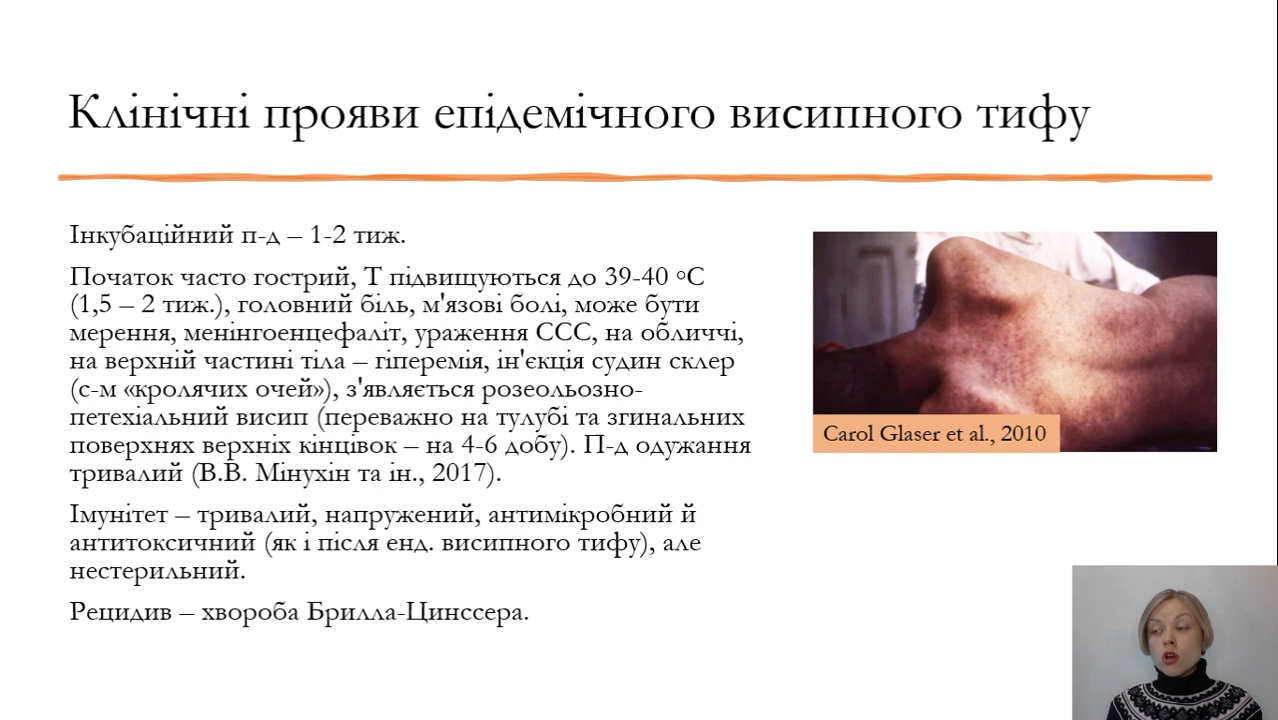 Клінічні прояви епідемічного висипного тифу
Інкубаційний п-д – 1-2 тиж.
Початок часто гострий, Т підвищуються до 39-40 °С
(1,5 – 2 тиж.), головний біль, м'язові болі, може бути
мерення, менінгоенцефаліт, ураження ССС, на обличчі,
на верхній частині тіла – гіперемія, ін'єкція судин склер
(с-м «кролячих очей»), з'являється розеольозно-
петехіальний висип (переважно на тулубі та згинальних
поверхнях верхніх кінцівок – на 4-6 добу). П-д одужання
тривалий (В.В. Мінухін та ін., 2017).
Імунітет – тривалий, напружений, антимікробний й
антитоксичний (як і після енд. висипного тифу), але
нестерильний.
Рецидив – хвороба Брилла-Цинссера.
Carol Glaser et al., 2010